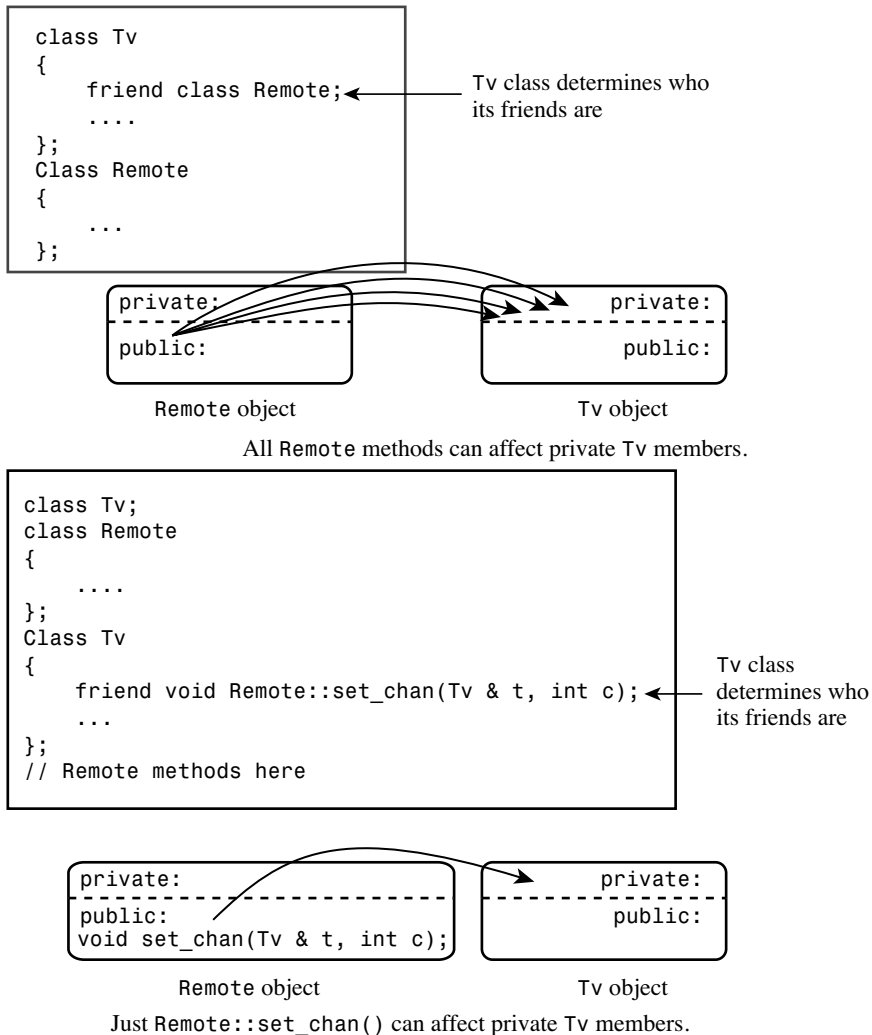 class Tv
{
    friend class Remote;
    ....
};
Class Remote
{
    ...
};
Tv class determines who
its friends are
private:
public:
private:
public:
Remote object
Tv object
All Remote methods can affect private Tv members.
class Tv;
class Remote
{
    ....
};
Class Tv
{
    friend void Remote::set_chan(Tv & t, int c);
    ...
};
// Remote methods here
Tv class
determines who
its friends are
private:
public:
void set_chan(Tv & t, int c);
private:
public:
Remote object
Tv object
Just Remote::set_chan() can affect private Tv members.